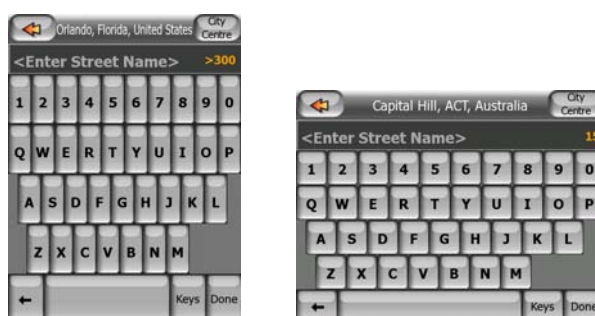 Orlando, Florida, United States City Centre
<Enter Street Name> >300
1 2 3 4 5 6 7 8 9 0
Q W E R T Y U I O P
A S D F G H J K L
Z X C V B N M
Keys Done
Capital Hill, ACT, Australia City Centre
<Enter Street Name> 15
1 2 3 4 5 6 7 8 9 0
Q W E R T Y U I O P
A S D F G H J K L
Z X C V B N M
Keys Done